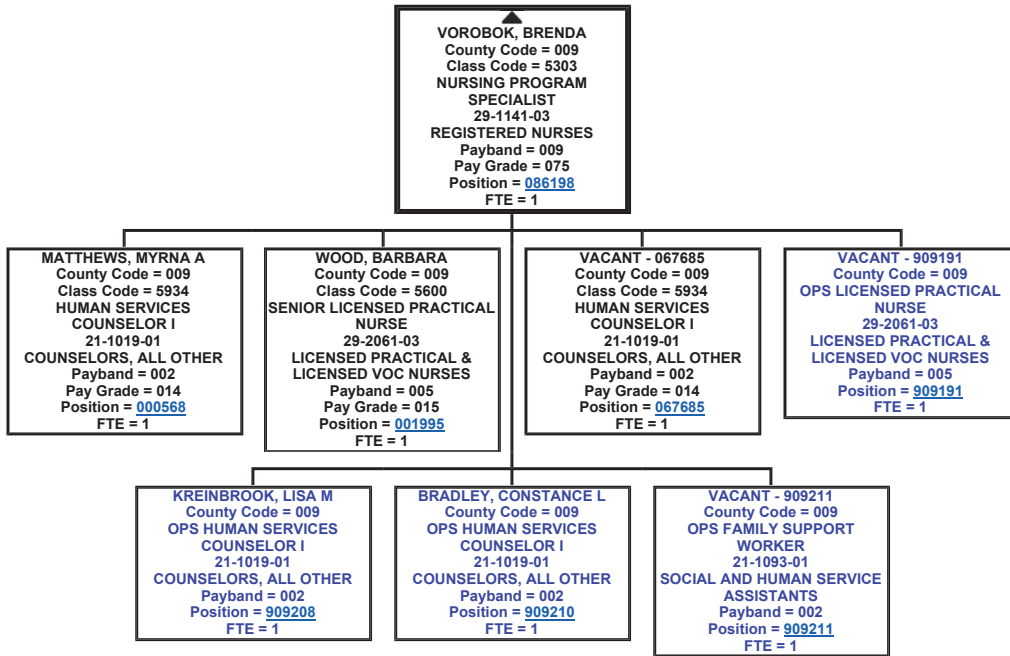 VOROBOK, BRENDA
County Code = 009
Class Code = 5303
NURSING PROGRAM
SPECIALIST
29-1141-03
REGISTERED NURSES
Payband = 009
Pay Grade = 075
Position = 086198
FTE = 1
MATTHEWS, MYRNA A
County Code = 009
Class Code = 5934
HUMAN SERVICES
COUNSELOR I
21-1019-01
COUNSELORS, ALL OTHER
Payband = 002
Pay Grade = 014
Position = 000568
FTE = 1
WOOD, BARBARA
County Code = 009
Class Code = 5600
SENIOR LICENSED PRACTICAL
NURSE
29-2061-03
LICENSED PRACTICAL &
LICENSED VOC NURSES
Payband = 005
Pay Grade = 015
Position = 001995
FTE = 1
VACANT - 067685
County Code = 009
Class Code = 5934
HUMAN SERVICES
COUNSELOR I
21-1019-01
COUNSELORS, ALL OTHER
Payband = 002
Pay Grade = 014
Position = 067685
FTE = 1
VACANT - 909191
County Code = 009
OPS LICENSED PRACTICAL
NURSE
29-2061-03
LICENSED PRACTICAL &
LICENSED VOC NURSES
Payband = 005
Position = 909191
FTE = 1
KREINBROOK, LISA M
County Code = 009
OPS HUMAN SERVICES
COUNSELOR I
21-1019-01
COUNSELORS, ALL OTHER
Payband = 002
Position = 909208
FTE = 1
BRADLEY, CONSTANCE L
County Code = 009
OPS HUMAN SERVICES
COUNSELOR I
21-1019-01
COUNSELORS, ALL OTHER
Payband = 002
Position = 909210
FTE = 1
VACANT - 909211
County Code = 009
OPS FAMILY SUPPORT
WORKER
21-1093-01
SOCIAL AND HUMAN SERVICE
ASSISTANTS
Payband = 002
Position = 909211
FTE = 1